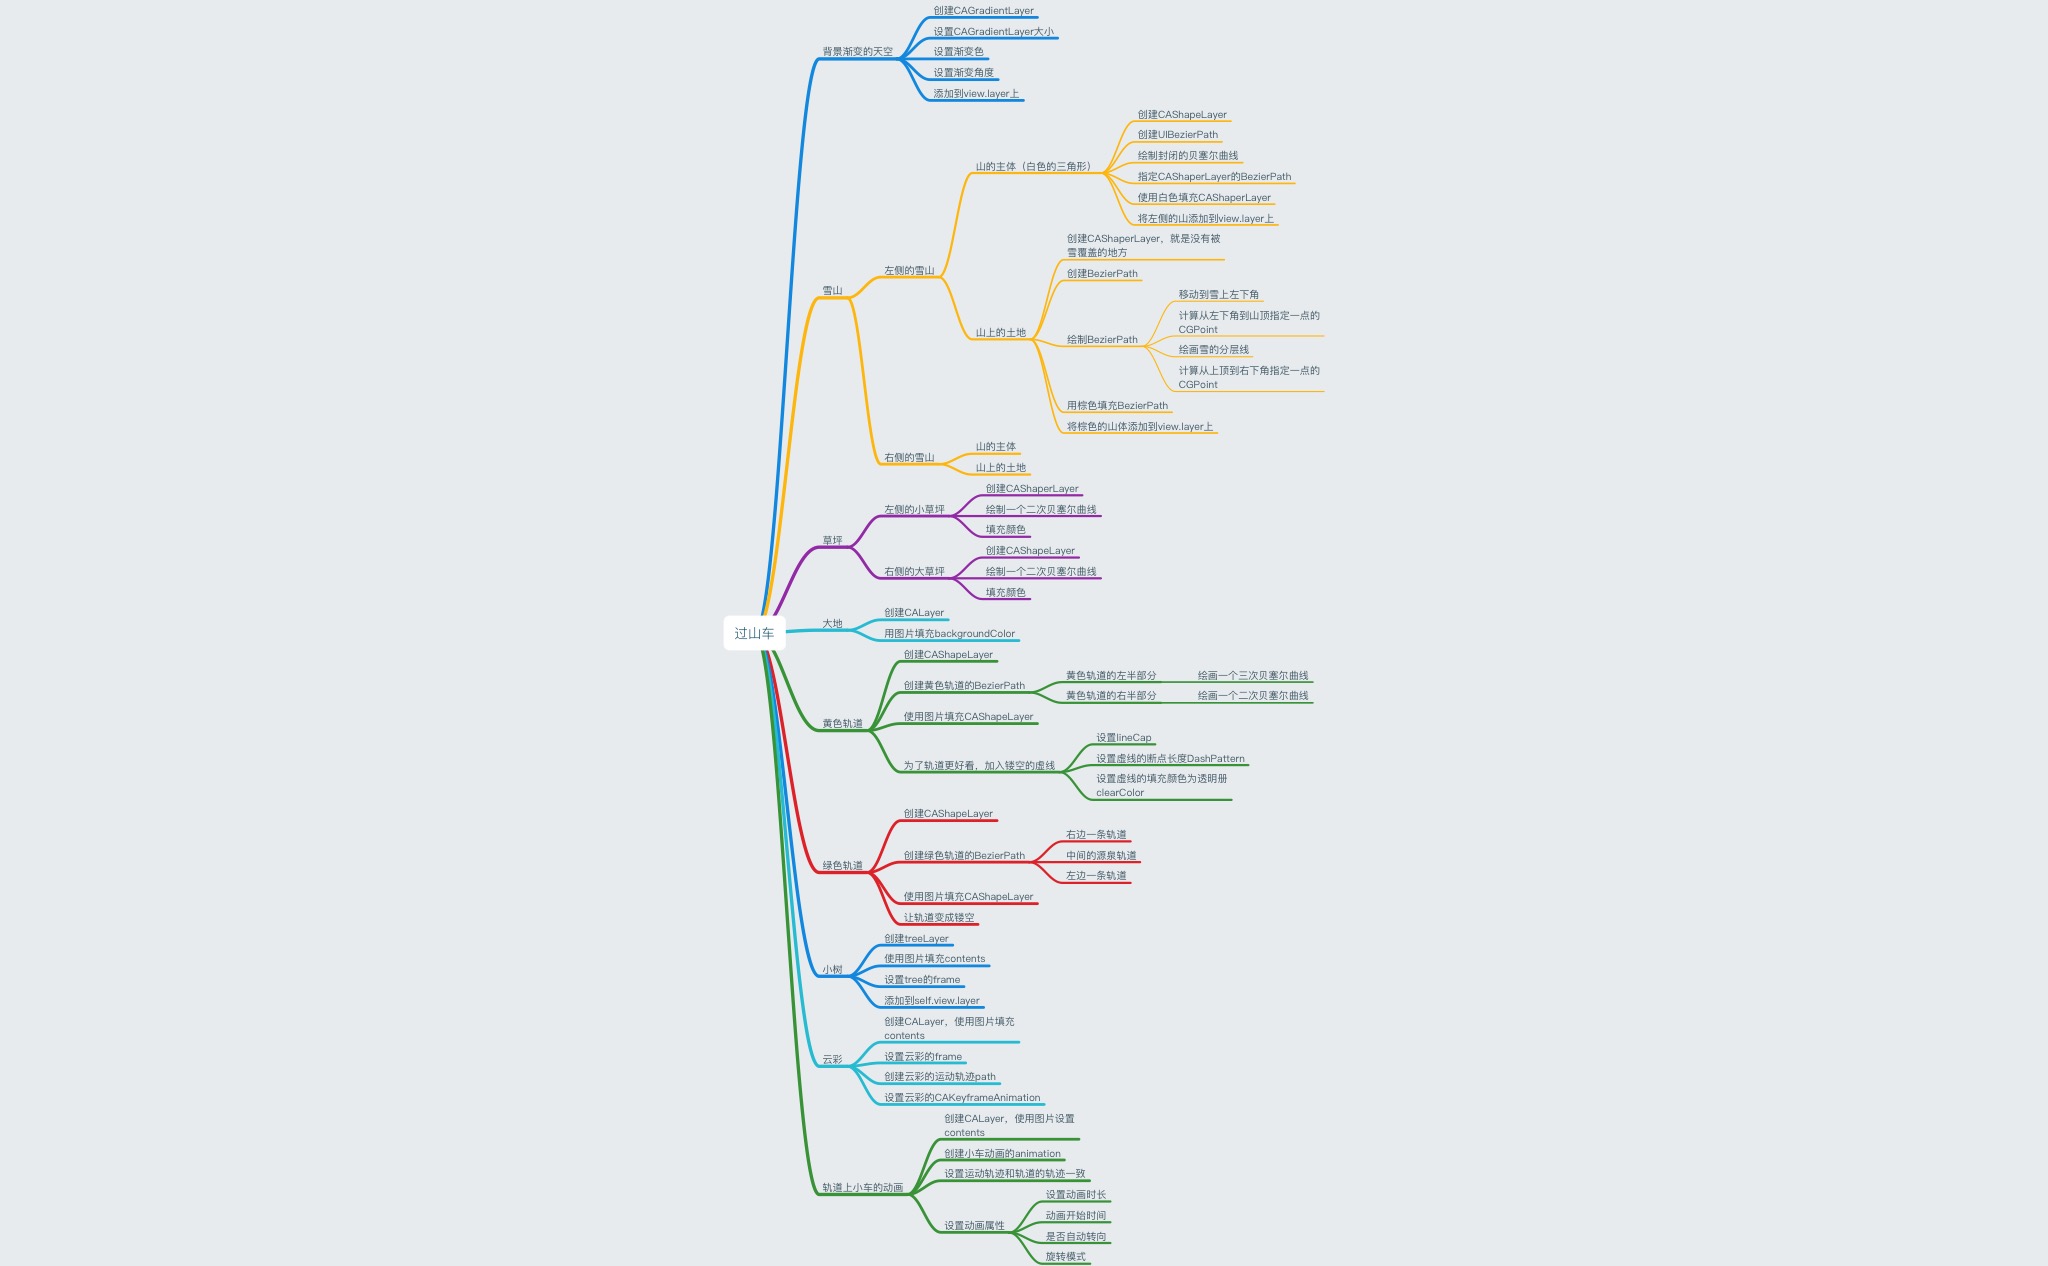 创建CAGradientLayer
设置CAGradientLayer大小
背景渐变的天空
设置渐变色
设置渐变角度
添加到view.layer上
创建CAShapeLayer
创建UIBezierPath
绘制封闭的贝塞尔曲线
山的主体（白色的三角形）
指定CAShaperLayer的BezierPath
使用白色填充CAShaperLayer
将左侧的山添加到view.layer上
创建CAShaperLayer，就是没有被
雪覆盖的地方
左侧的雪山
创建BezierPath
雪山
移动到雪上左下角
计算从左下角到山顶指定一点的
CGPoint
山上的土地
绘制BezierPath
绘画雪的分层线
计算从上顶到右下角指定一点的
CGPoint
用棕色填充BezierPath
将棕色的山体添加到view.layer上
山的主体
右侧的雪山
山上的土地
创建CAShaperLayer
左侧的小草坪
绘制一个二次贝塞尔曲线
填充颜色
草坪
创建CAShapeLayer
右侧的大草坪
绘制一个二次贝塞尔曲线
填充颜色
创建CALayer
大地
用图片填充backgroundColor
过山车
创建CAShapeLayer
黄色轨道的左半部分
绘画一个三次贝塞尔曲线
创建黄色轨道的BezierPath
黄色轨道的右半部分
绘画一个二次贝塞尔曲线
黄色轨道
使用图片填充CAShapeLayer
设置lineCap
设置虚线的断点长度DashPattern
为了轨道更好看，加入镂空的虚线
设置虚线的填充颜色为透明册
clearColor
创建CAShapeLayer
右边一条轨道
创建绿色轨道的BezierPath
中间的源泉轨道
绿色轨道
左边一条轨道
使用图片填充CAShapeLayer
让轨道变成镂空
创建treeLayer
使用图片填充contents
小树
设置tree的frame
添加到self.view.layer
创建CALayer，使用图片填充
contents
云彩
设置云彩的frame
创建云彩的运动轨迹path
设置云彩的CAKeyframeAnimation
创建CALayer，使用图片设置
contents
创建小车动画的animation
设置运动轨迹和轨道的轨迹一致
轨道上小车的动画
设置动画时长
动画开始时间
设置动画属性
是否自动转向
旋转模式